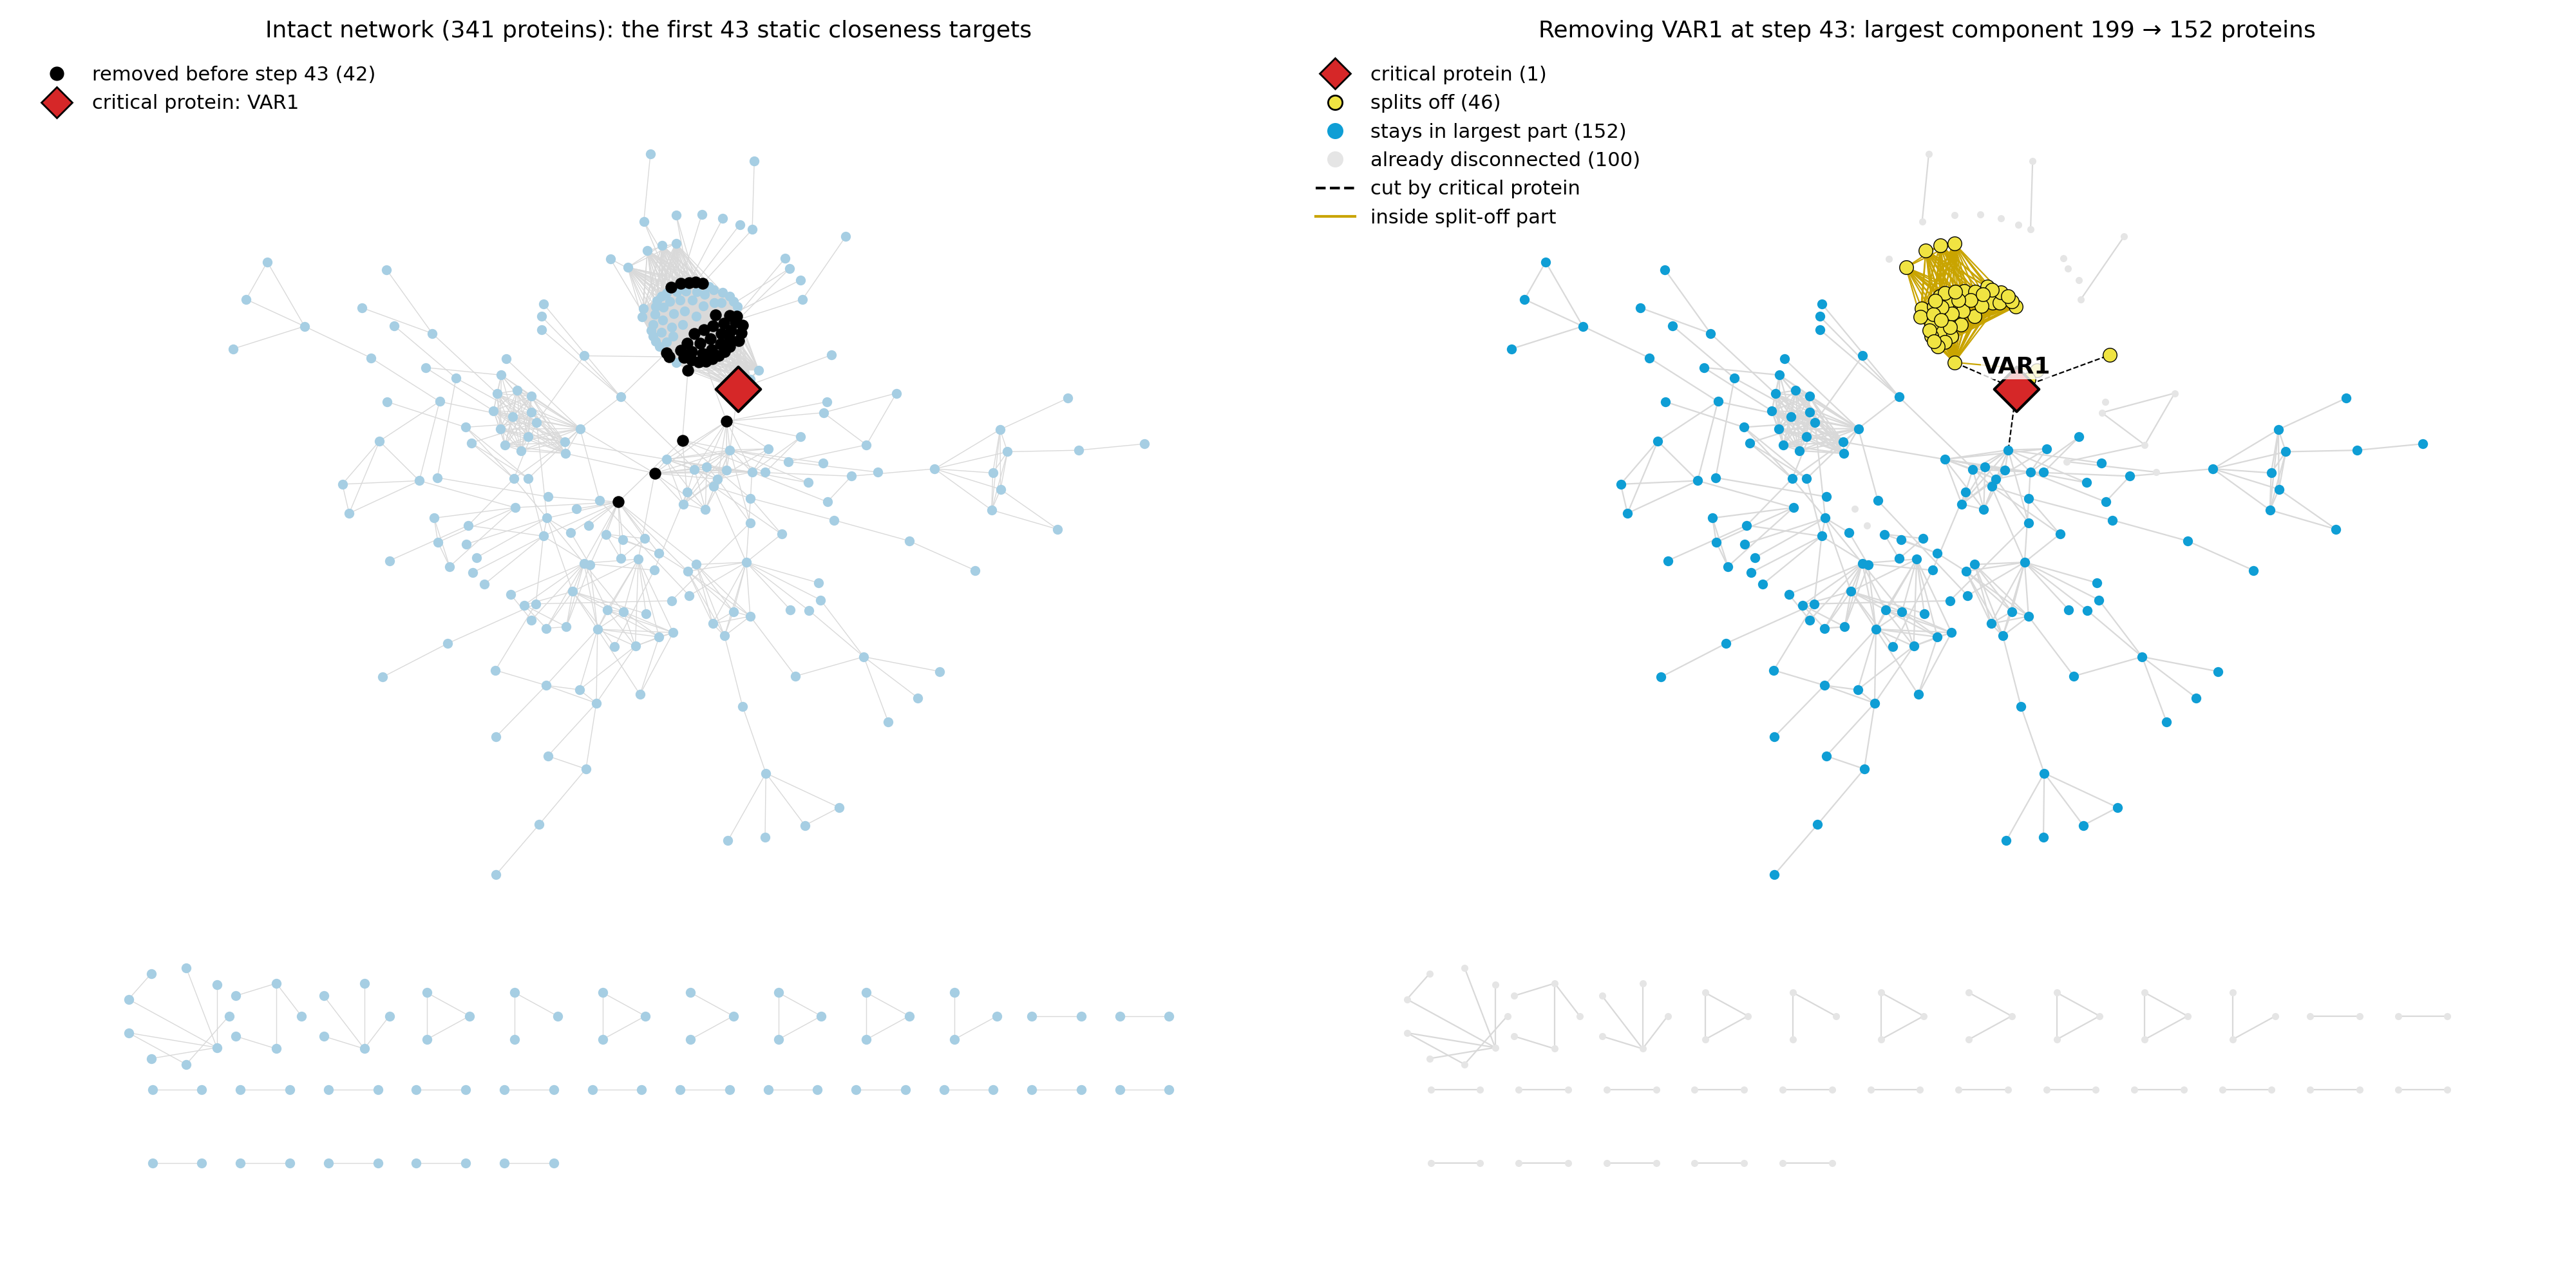 Intact network (341 proteins): the first 43 static closeness targets
removed before step 43 (42)
critical protein: VAR1
Removing VAR1 at step 43: largest component 199 → 152 proteins
critical protein (1)
splits off (46)
stays in largest part (152)
already disconnected (100)
cut by critical protein
inside split-off part
VAR1